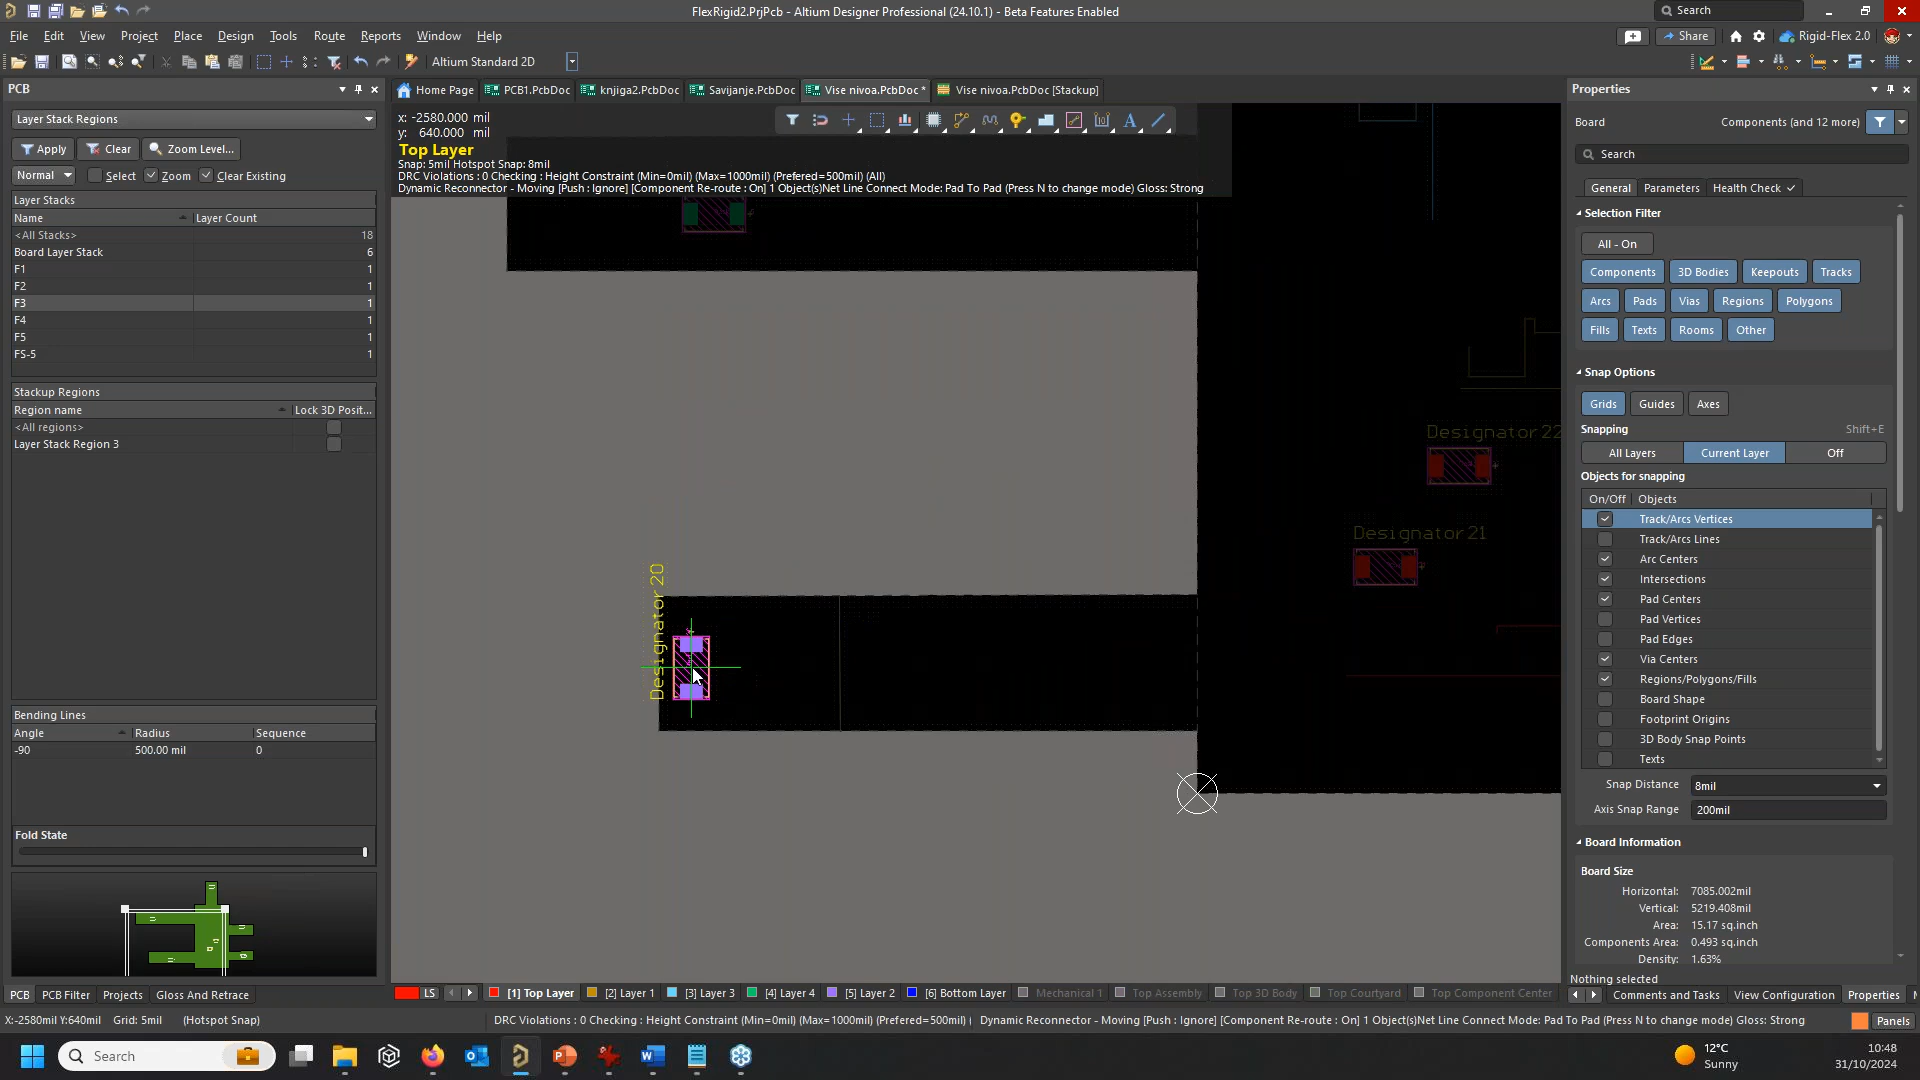 FlexRigid2.PrjPcb - Altium Designer Professional (24.10.1) - Beta Features Enabled
Search
File Edit View Project Place Design Tools Route Reports Window Help
Share
Rigid-Flex 2.0
Altium Standard 2D
PCB
Layer Stack Regions
Apply Clear Zoom Level...
Normal Select Zoom Clear Existing
Layer Stacks
Name Layer Count
<All Stacks> 18
Board Layer Stack 6
F1 1
F2 1
F3 1
F4 1
F5 1
FS-5 1
Stackup Regions
Region name Lock 3D Posit...
<All regions>
Layer Stack Region 3
Bending Lines
Angle Radius Sequence
-90 500.00 mil 0
Fold State
PCB PCB Filter Projects Gloss And Retrace
Home Page PCB1.PcbDoc knjiga2.PcbDoc Savijanje.PcbDoc Vise nivoa.PcbDoc * Vise nivoa.PcbDoc [Stackup]
x: -2580.000 mil
y: 640.000 mil
Top Layer
Snap: 5mil Hotspot Snap: 8mil
DRC Violations : 0 Checking : Height Constraint (Min=0mil) (Max=1000mil) (Prefered=500mil) (All)
Dynamic Reconnector - Moving [Push : Ignore] [Component Re-route : On] 1 Object(s)Net Line Connect Mode: Pad To Pad (Press N to change mode) Gloss: Strong
Designator22
Designator21
Designator20
LS [1] Top Layer [2] Layer 1 [3] Layer 3 [4] Layer 4 [5] Layer 2 [6] Bottom Layer Mechanical 1 Top Assembly Top 3D Body Top Courtyard Top Component Center
Properties
Board Components (and 12 more)
Search
General Parameters Health Check
Selection Filter
All - On
Components 3D Bodies Keepouts Tracks
Arcs Pads Vias Regions Polygons
Fills Texts Rooms Other
Snap Options
Grids Guides Axes
Snapping Shift+E
All Layers Current Layer Off
Objects for snapping
On/Off Objects
Track/Arcs Vertices
Track/Arcs Lines
Arc Centers
Intersections
Pad Centers
Pad Vertices
Pad Edges
Via Centers
Regions/Polygons/Fills
Board Shape
Footprint Origins
3D Body Snap Points
Texts
Snap Distance 8mil
Axis Snap Range 200mil
Board Information
Board Size
Horizontal: 7085.002mil
Vertical: 5219.408mil
Area: 15.17 sq.inch
Components Area: 0.493 sq.inch
Density: 1.63%
Nothing selected
Comments and Tasks View Configuration Properties
X:-2580mil Y:640mil Grid: 5mil (Hotspot Snap)
DRC Violations : 0 Checking : Height Constraint (Min=0mil) (Max=1000mil) (Prefered=500mil) (
Dynamic Reconnector - Moving [Push : Ignore] [Component Re-route : On] 1 Object(s)Net Line Connect Mode: Pad To Pad (Press N to change mode) Gloss: Strong
Panels
Search
12°C
Sunny
10:48
31/10/2024